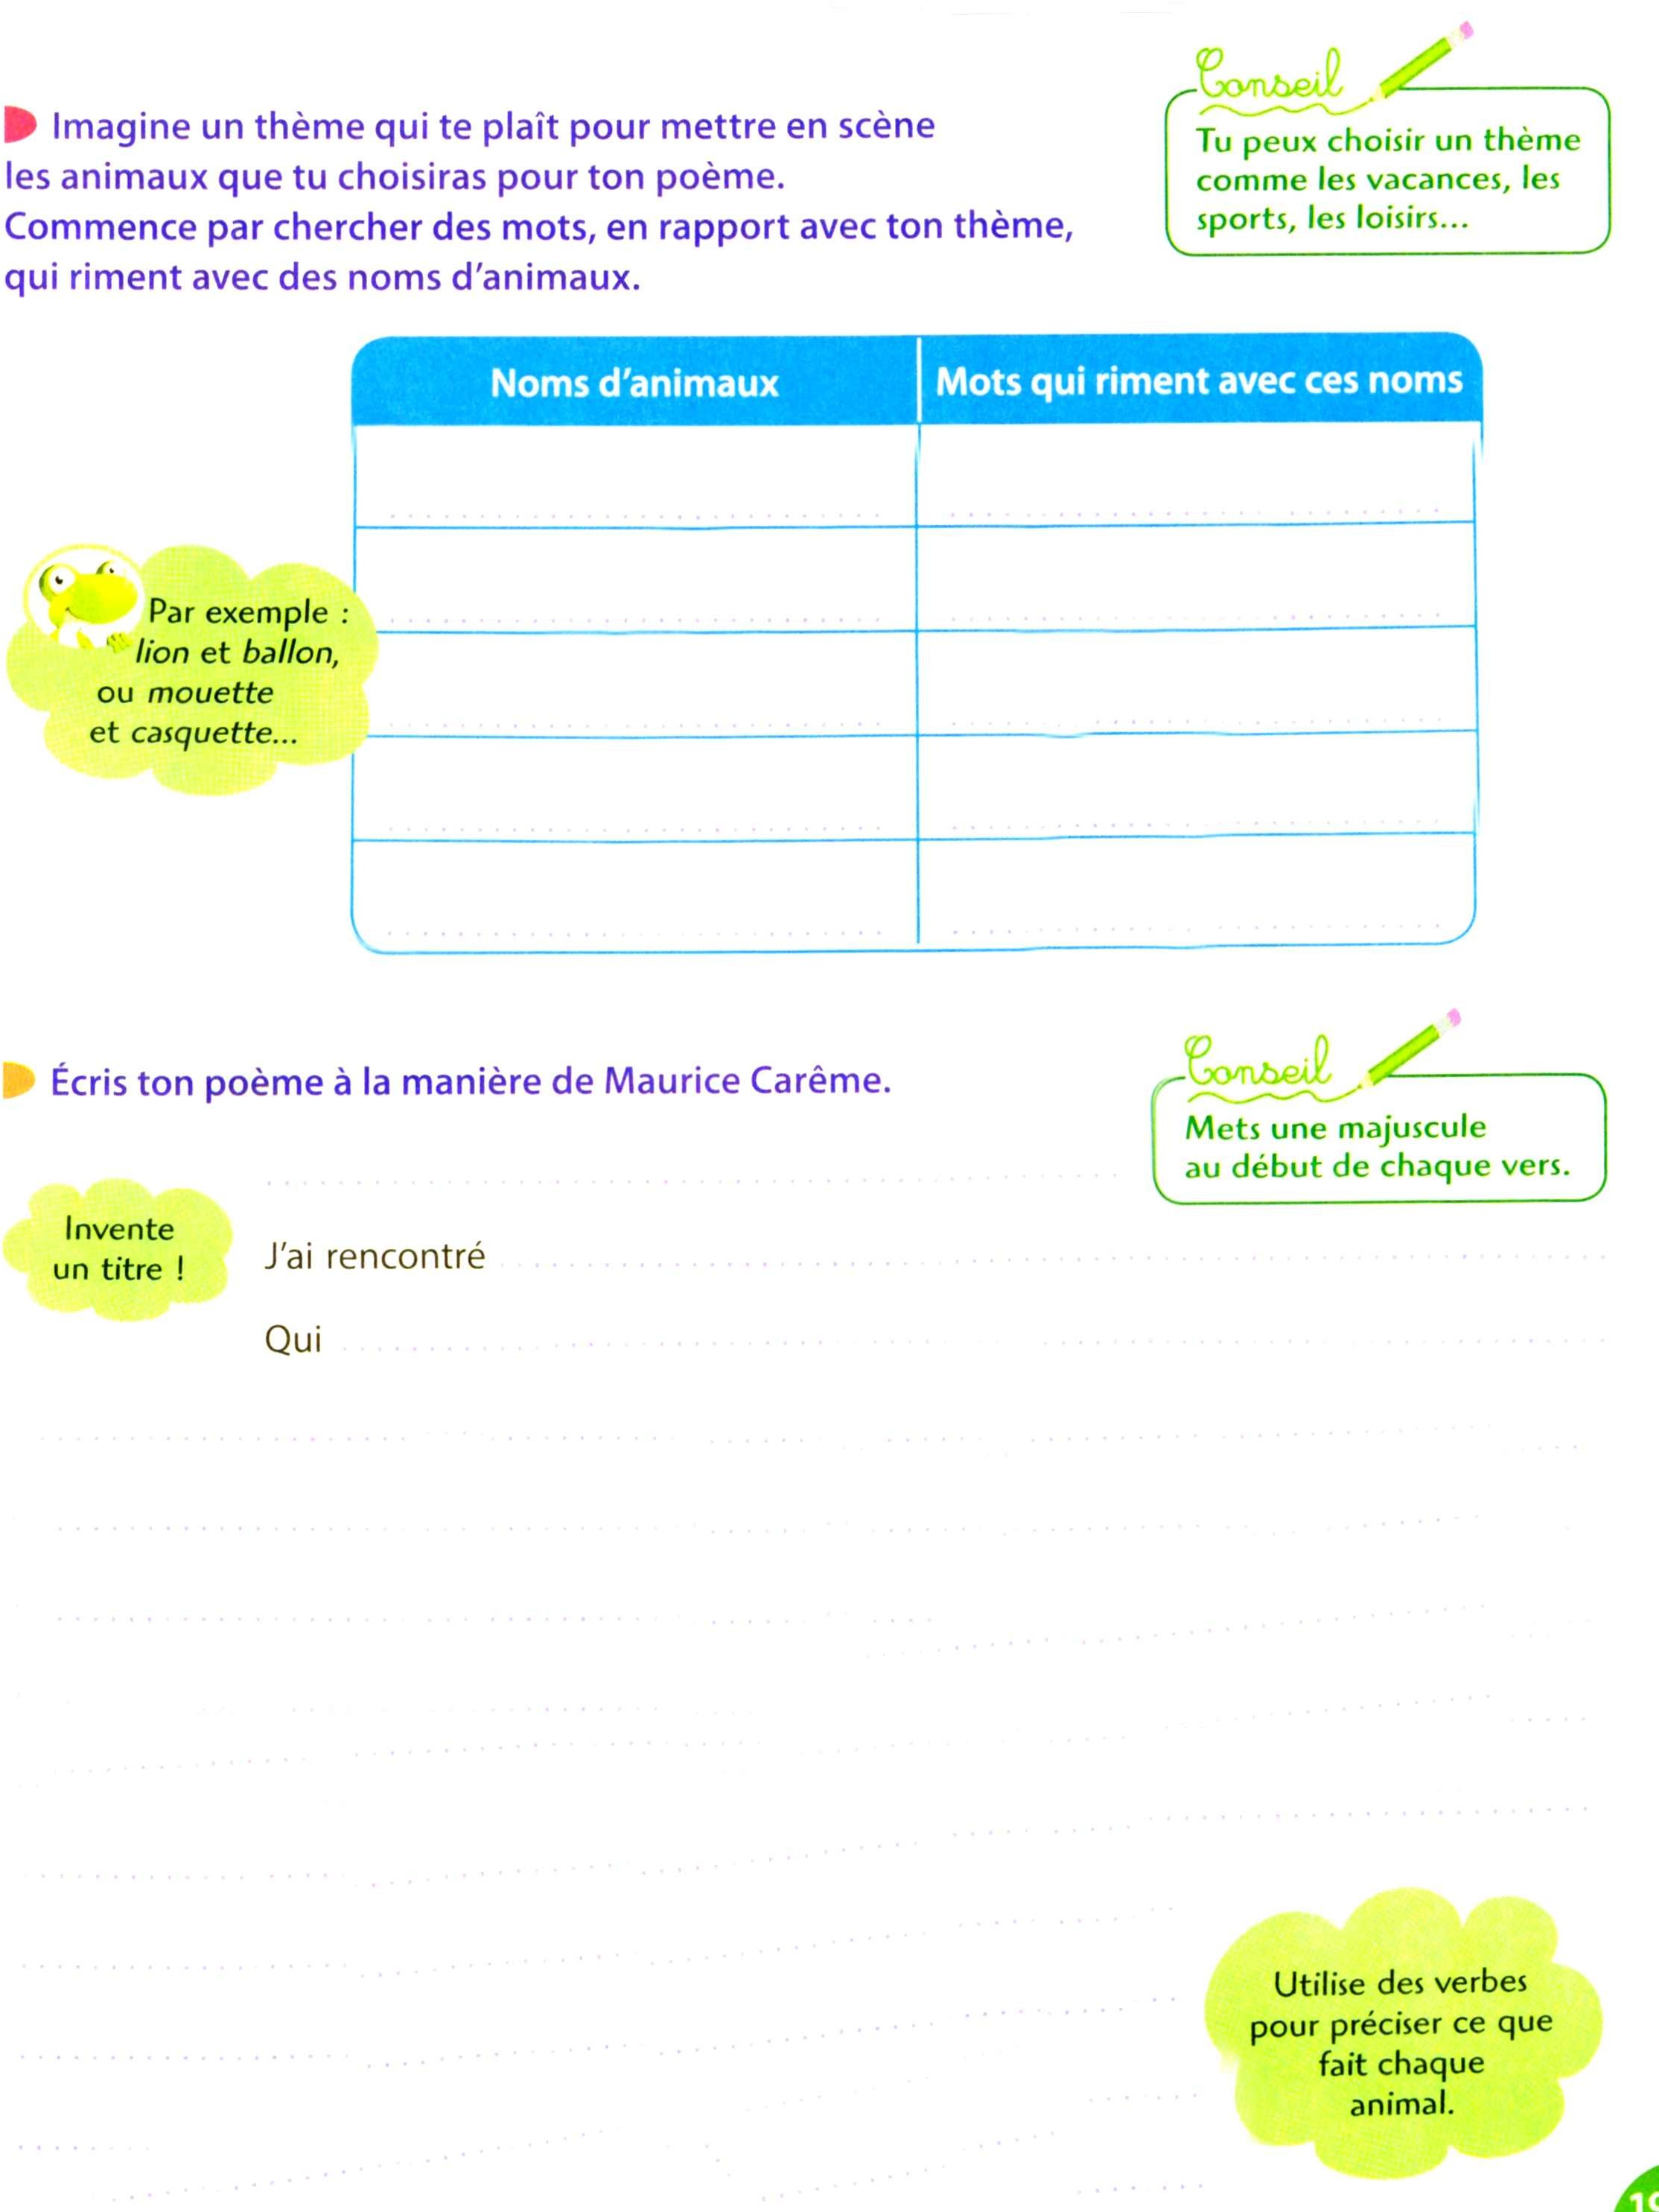 Conseil
Imagine un thème qui te plaît pour mettre en scène
les animaux que tu choisiras pour ton poème.
Commence par chercher des mots, en rapport avec ton thème,
qui riment avec des noms d'animaux.
Tu peux choisir un thème
comme les vacances, les
sports, les loisirs...
Noms d'animaux
Mots qui riment avec ces noms
Par exemple :
lion et ballon,
ou mouette
et casquette...
Écris ton poème à la manière de Maurice Carême.
Conseil
Mets une majuscule
au début de chaque vers.
Invente
un titre !
J'ai rencontré
Qui
Utilise des verbes
pour préciser ce que
fait chaque
animal.